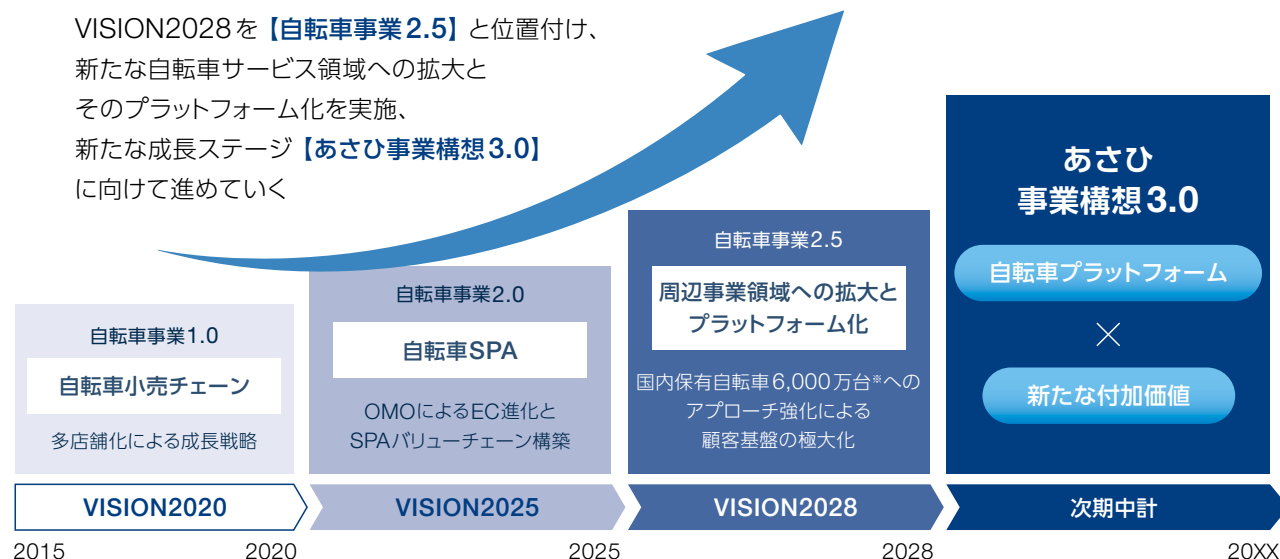 VISION2028を【自転車事業2.5】と位置付け、
新たな自転車サービス領域への拡大と
そのプラットフォーム化を実施、
新たな成長ステージ【あさひ事業構想3.0】
に向けて進めていく
自転車事業1.0
自転車小売チェーン
多店舗化による成長戦略
自転車事業2.0
自転車SPA
OMOによるEC進化と
SPAバリューチェーン構築
自転車事業2.5
周辺事業領域への拡大と
プラットフォーム化
国内保有自転車6,000万台※への
アプローチ強化による
顧客基盤の極大化
あさひ
事業構想3.0
自転車プラットフォーム
×
新たな付加価値
VISION2020
VISION2025
VISION2028
次期中計
2015
2020
2025
2028
20XX